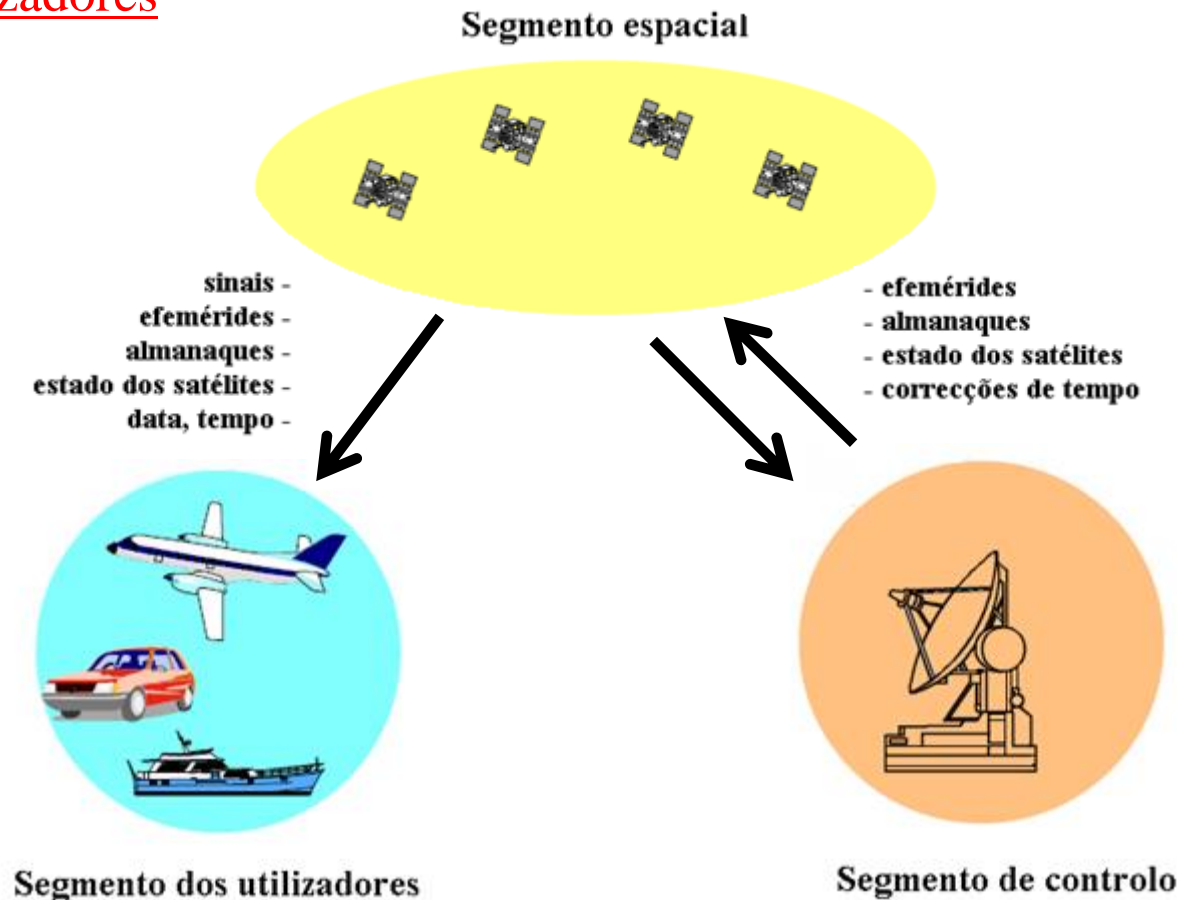 izadores
Segmento espacial
sinais -
efemérides -
almanaques -
estado dos satélites -
data, tempo -
- efemérides
- almanaques
- estado dos satélites
- correcções de tempo
Segmento dos utilizadores
Segmento de controlo